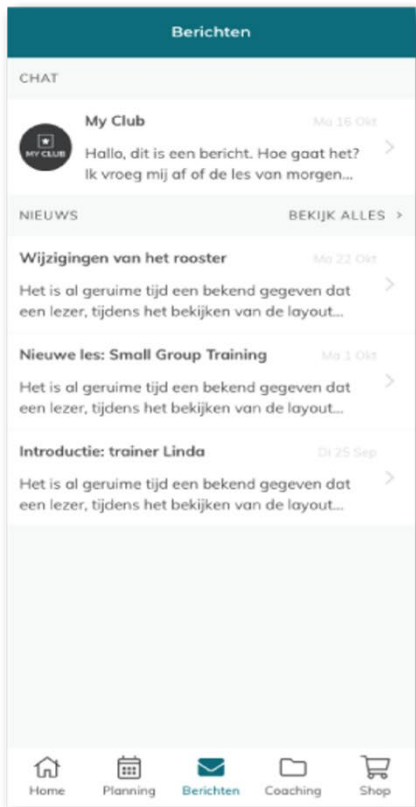 Berichten
CHAT
MY CLUB
My Club
Ma 16 Okt
Hallo, dit is een bericht. Hoe gaat het?
Ik vroeg mij af of de les van morgen...
NIEUWS
BEKIJK ALLES >
Wijzigingen van het rooster
Ma 22 Okt
Het is al geruime tijd een bekend gegeven dat
een lezer, tijdens het bekijken van de layout...
Nieuwe les: Small Group Training
Ma 1 Okt
Het is al geruime tijd een bekend gegeven dat
een lezer, tijdens het bekijken van de layout...
Introductie: trainer Linda
Di 25 Sep
Het is al geruime tijd een bekend gegeven dat
een lezer, tijdens het bekijken van de layout...
Home
Planning
Berichten
Coaching
Shop